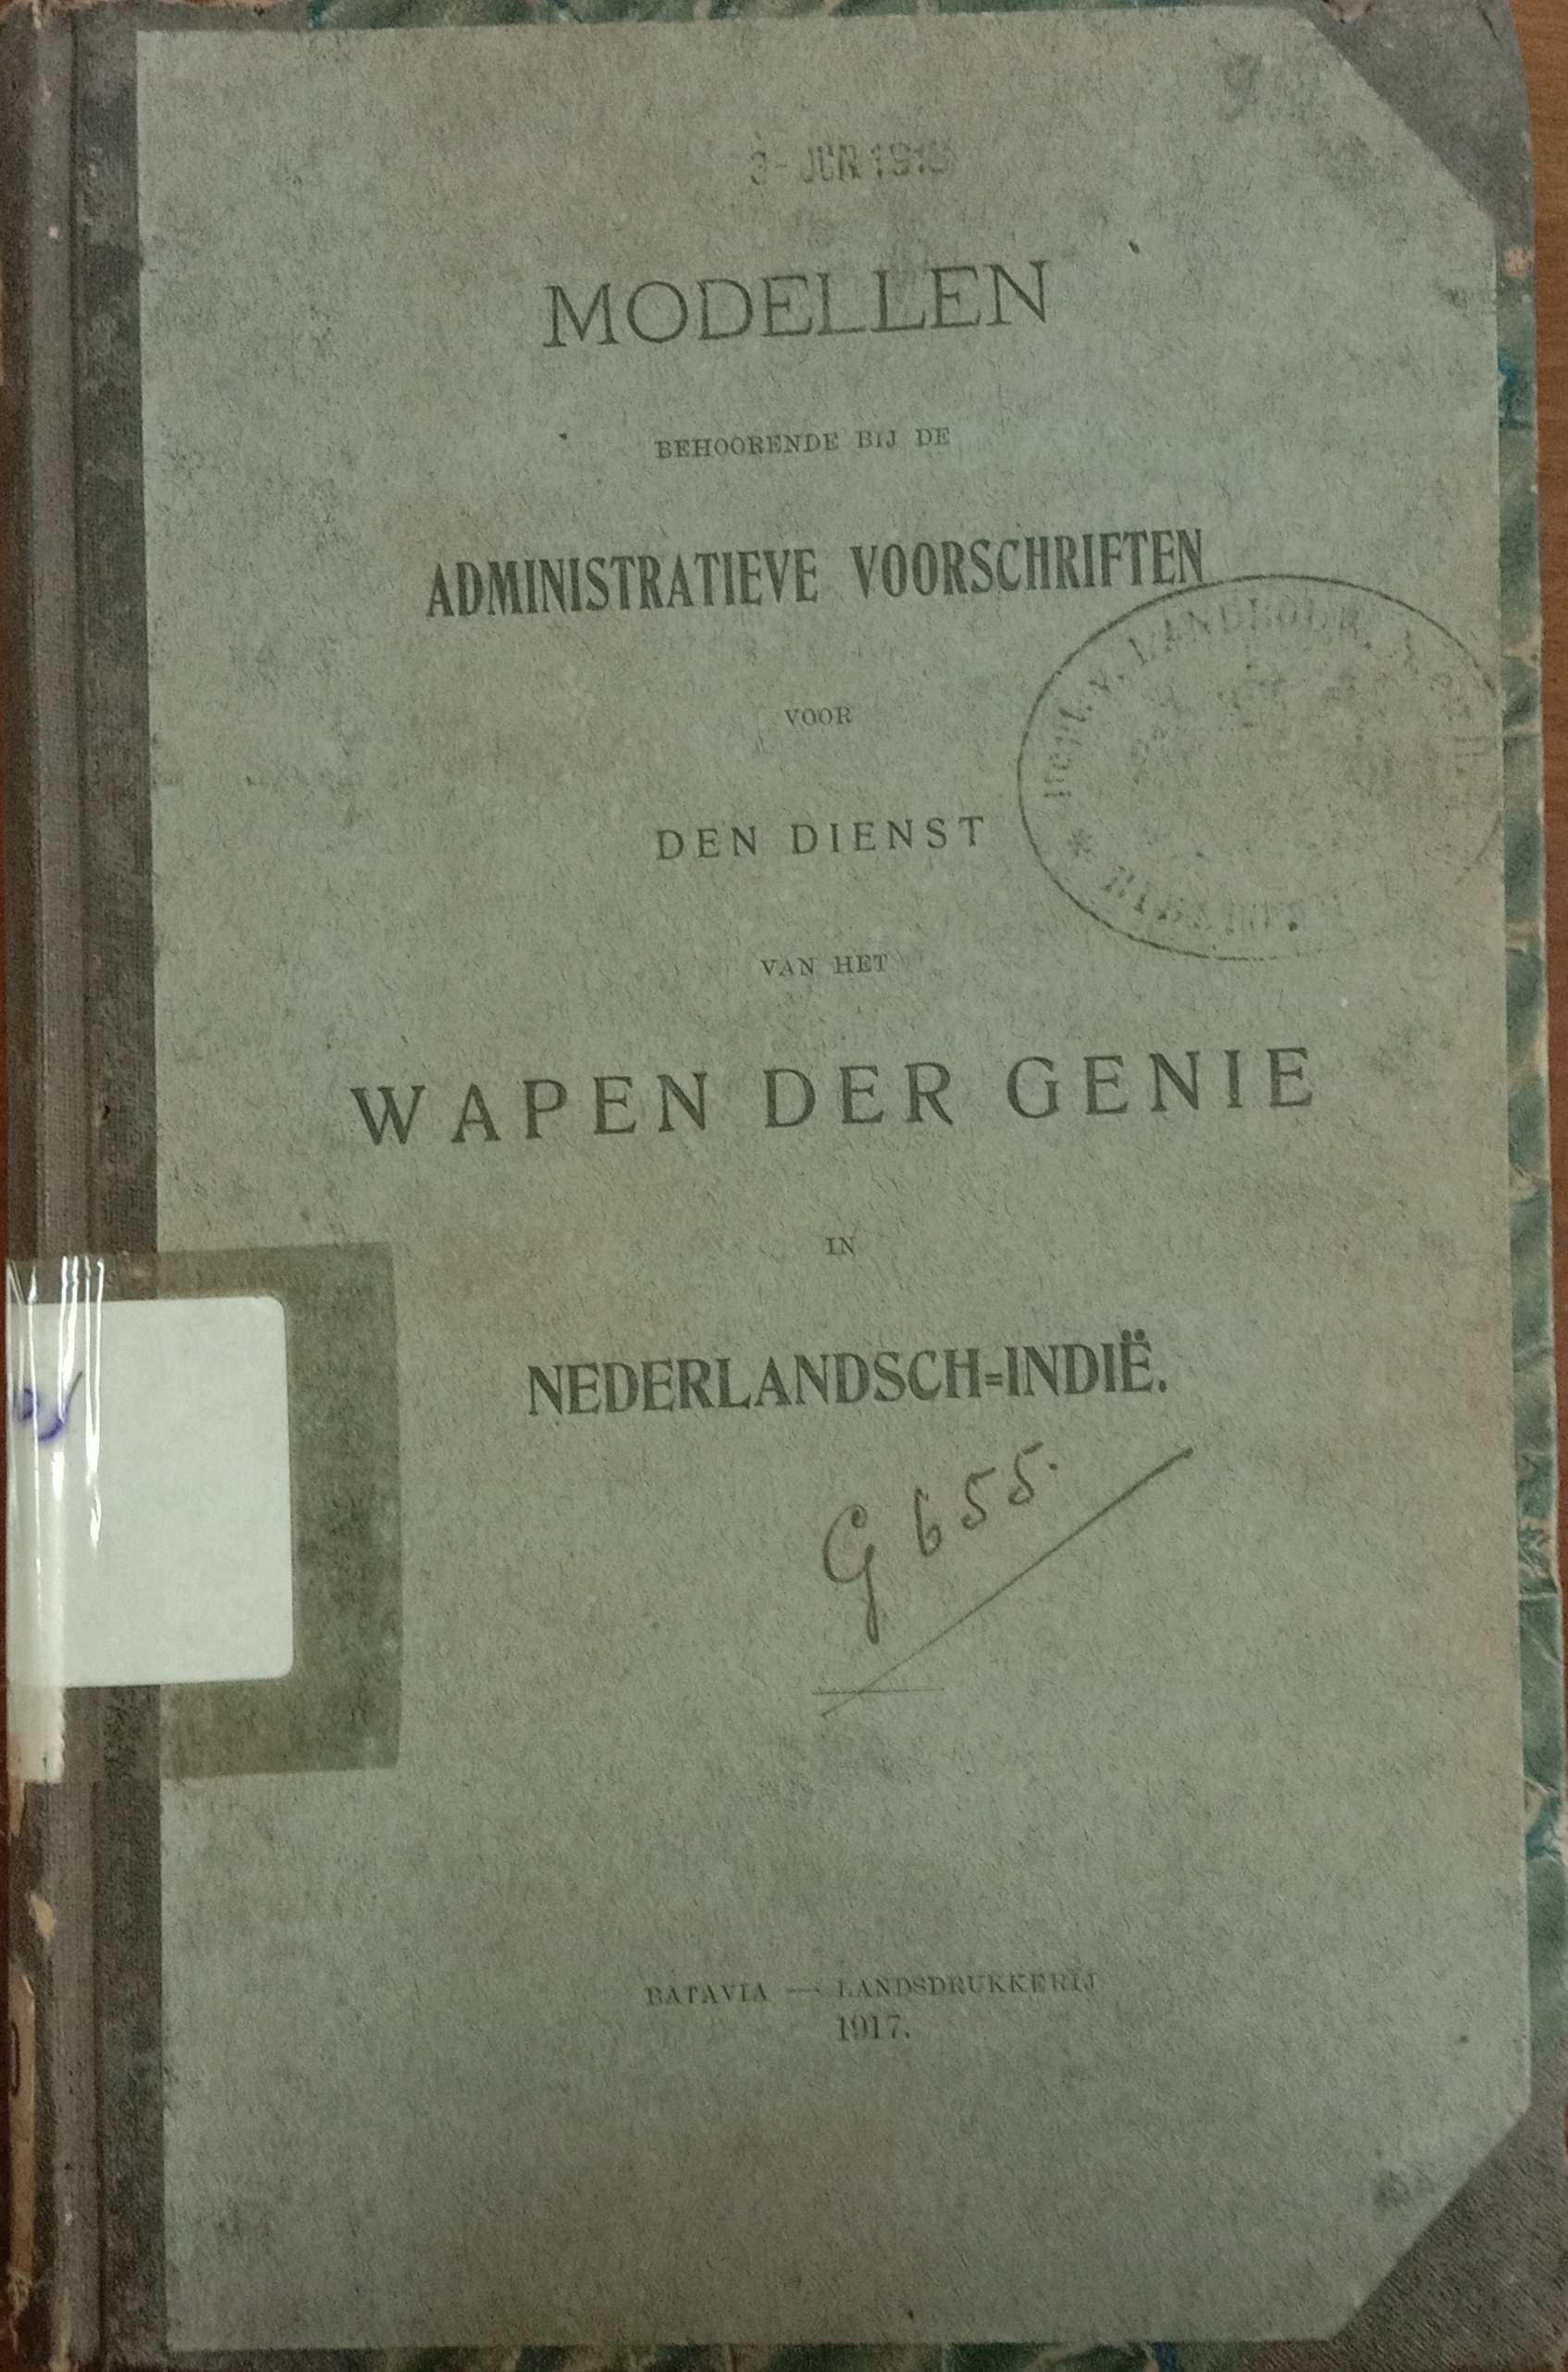 MODELLEN
BEHOORENDE BIJ DE
ADMINISTRATIEVE VOORSCHRIFTEN
VOOR
DEN DIENST
VAN HET
WAPEN DER GENIE
IN
NEDERLANDSCH=INDIË.
G 655.
BATAVIA — LANDSDRUKKERIJ
1917.